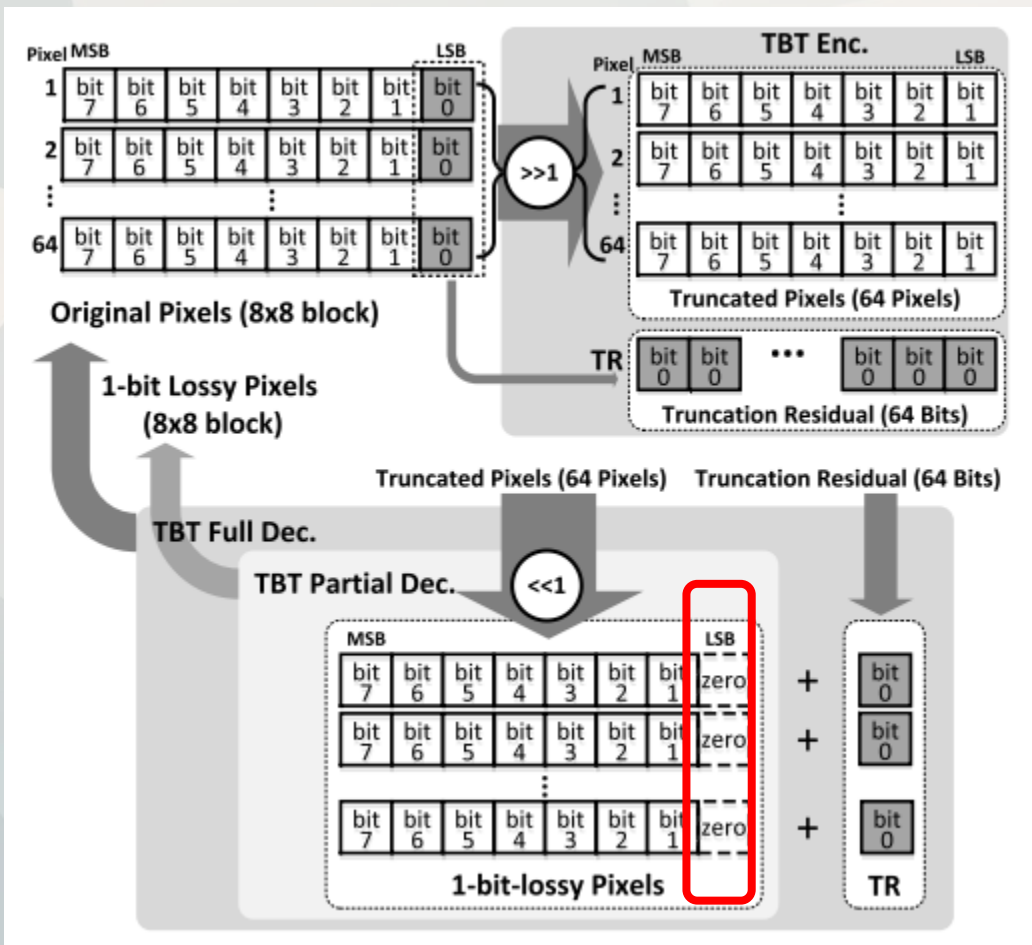 TBT Enc.
Pixel MSB LSB
1 bit 7 bit 6 bit 5 bit 4 bit 3 bit 2 bit 1 bit 0
2 bit 7 bit 6 bit 5 bit 4 bit 3 bit 2 bit 1 bit 0
⋮ ⋮
64 bit 7 bit 6 bit 5 bit 4 bit 3 bit 2 bit 1 bit 0
Original Pixels (8x8 block)
>>1
Pixel MSB LSB
1 bit 7 bit 6 bit 5 bit 4 bit 3 bit 2 bit 1
2 bit 7 bit 6 bit 5 bit 4 bit 3 bit 2 bit 1
⋮ ⋮
64 bit 7 bit 6 bit 5 bit 4 bit 3 bit 2 bit 1
Truncated Pixels (64 Pixels)
TR bit 0 bit 0 ••• bit 0 bit 0 bit 0
Truncation Residual (64 Bits)
1-bit Lossy Pixels
(8x8 block)
Truncated Pixels (64 Pixels) Truncation Residual (64 Bits)
TBT Full Dec.
TBT Partial Dec.
<<1
MSB LSB
bit 7 bit 6 bit 5 bit 4 bit 3 bit 2 bit 1 zero + bit 0
bit 7 bit 6 bit 5 bit 4 bit 3 bit 2 bit 1 zero + bit 0
⋮
bit 7 bit 6 bit 5 bit 4 bit 3 bit 2 bit 1 zero + bit 0
1-bit-lossy Pixels TR